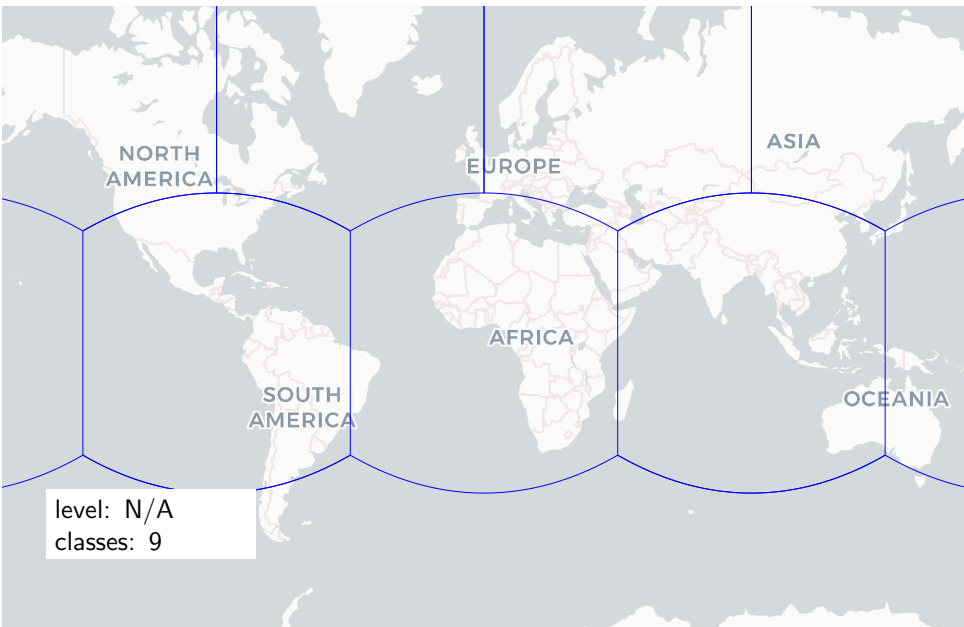 NORTH
AMERICA
EUROPE
ASIA
AFRICA
SOUTH
AMERICA
OCEANIA
level: N/A
classes: 9